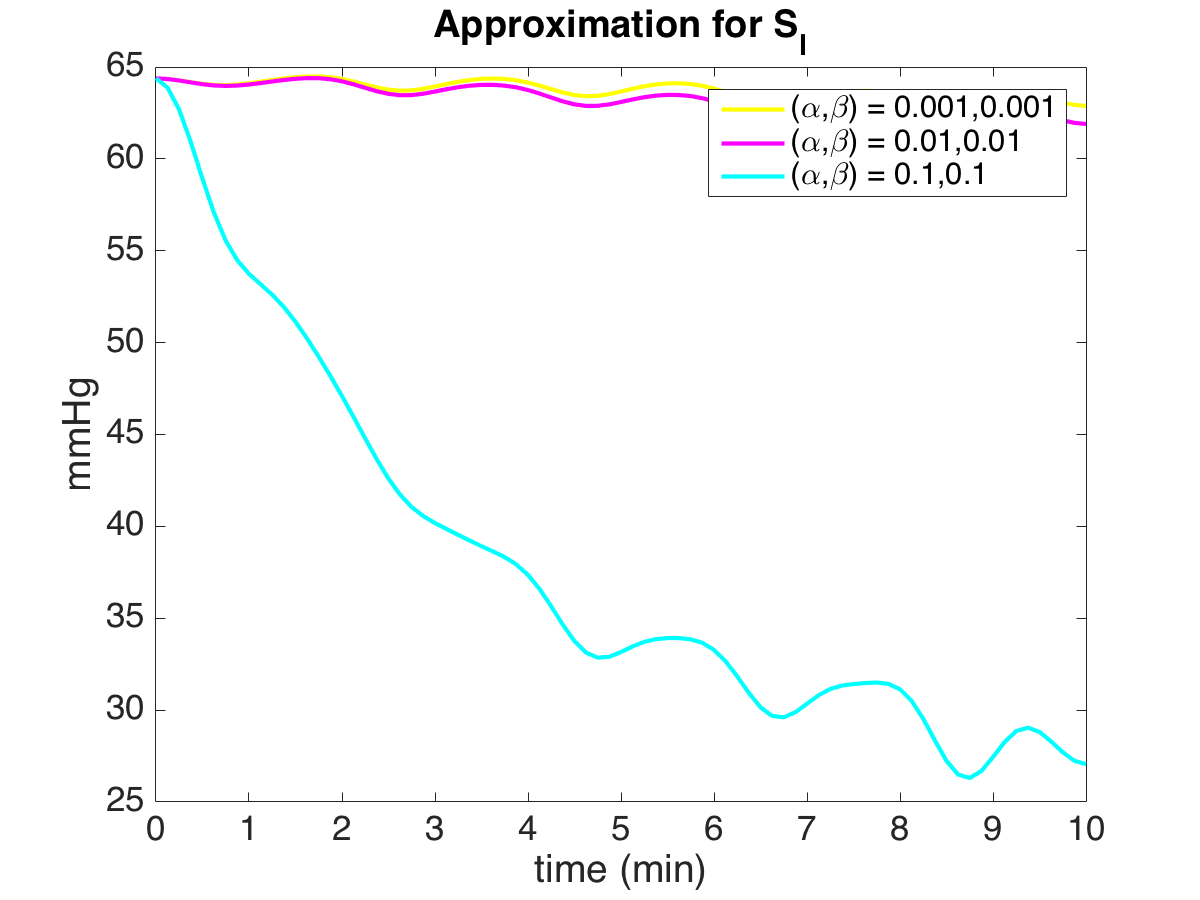 Approximation for S_I
65
60
55
50
45
40
35
30
25
mmHg
(α,β) = 0.001,0.001
(α,β) = 0.01,0.01
(α,β) = 0.1,0.1
0 1 2 3 4 5 6 7 8 9 10
time (min)